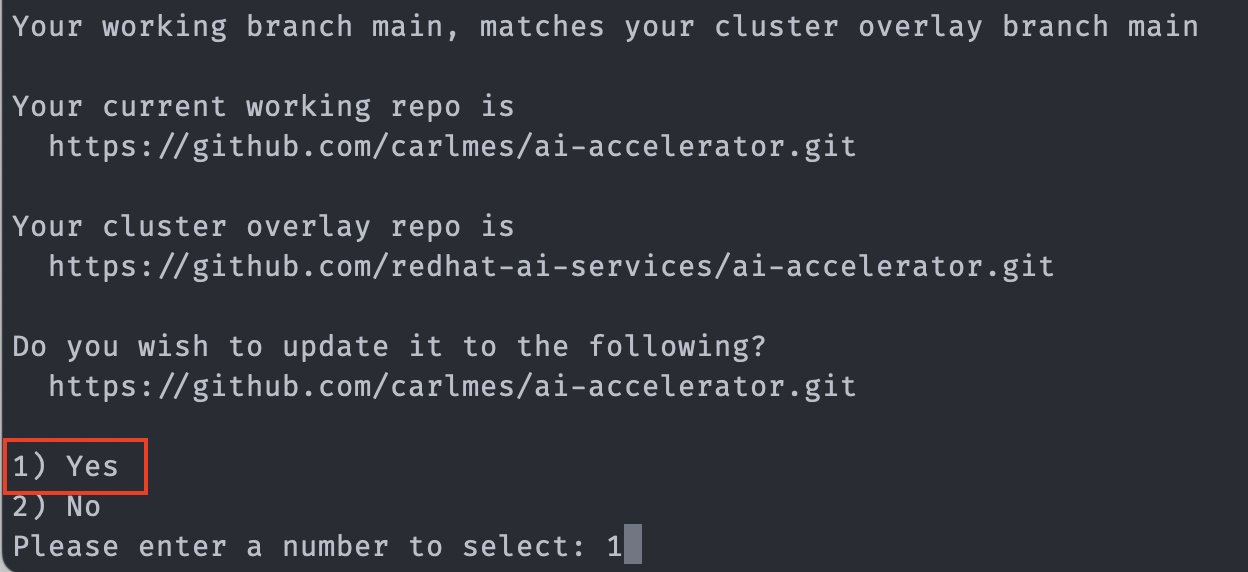 Your working branch main, matches your cluster overlay branch main
Your current working repo is
https://github.com/carlmes/ai-accelerator.git
Your cluster overlay repo is
https://github.com/redhat-ai-services/ai-accelerator.git
Do you wish to update it to the following?
https://github.com/carlmes/ai-accelerator.git
1) Yes
2) No
Please enter a number to select: 1